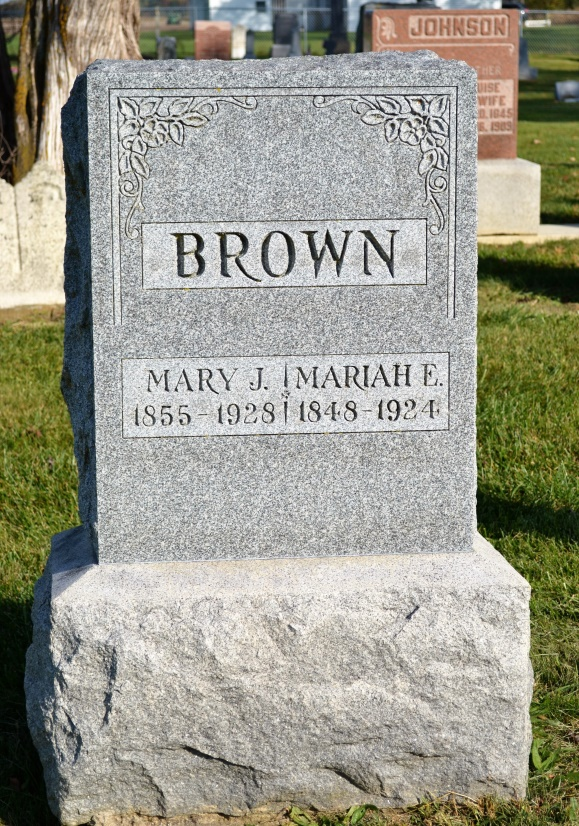 JOHNSON
WIFE
1845
1909
BROWN
MARY J. MARIAH E.
1855-1928 1848-1924